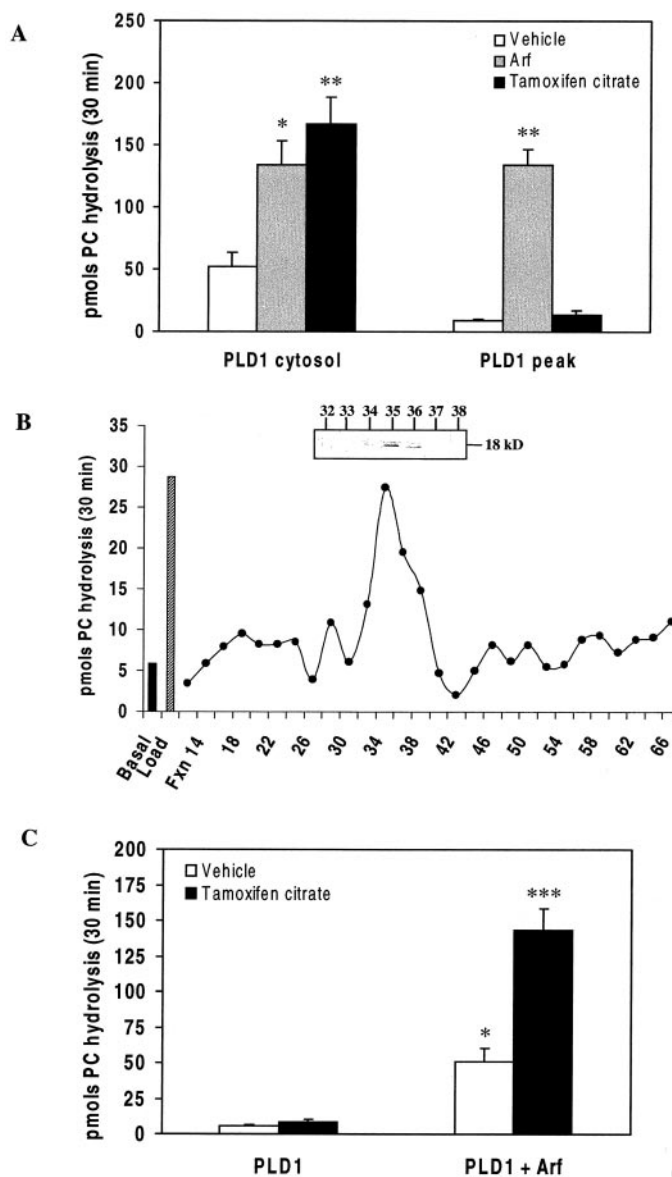 A
250
200
150
100
50
0
pmols PC hydrolysis (30 min)
Vehicle
Arf
Tamoxifen citrate
* ** **
PLD1 cytosol PLD1 peak
B
35
30
25
20
15
10
5
0
pmols PC hydrolysis (30 min)
32 33 34 35 36 37 38
18 kD
Basal Load Fxn 14 18 22 26 30 34 38 42 46 50 54 58 62 66
C
200
175
150
125
100
75
50
25
0
pmols PC hydrolysis (30 min)
Vehicle
Tamoxifen citrate
* ***
PLD1 PLD1 + Arf